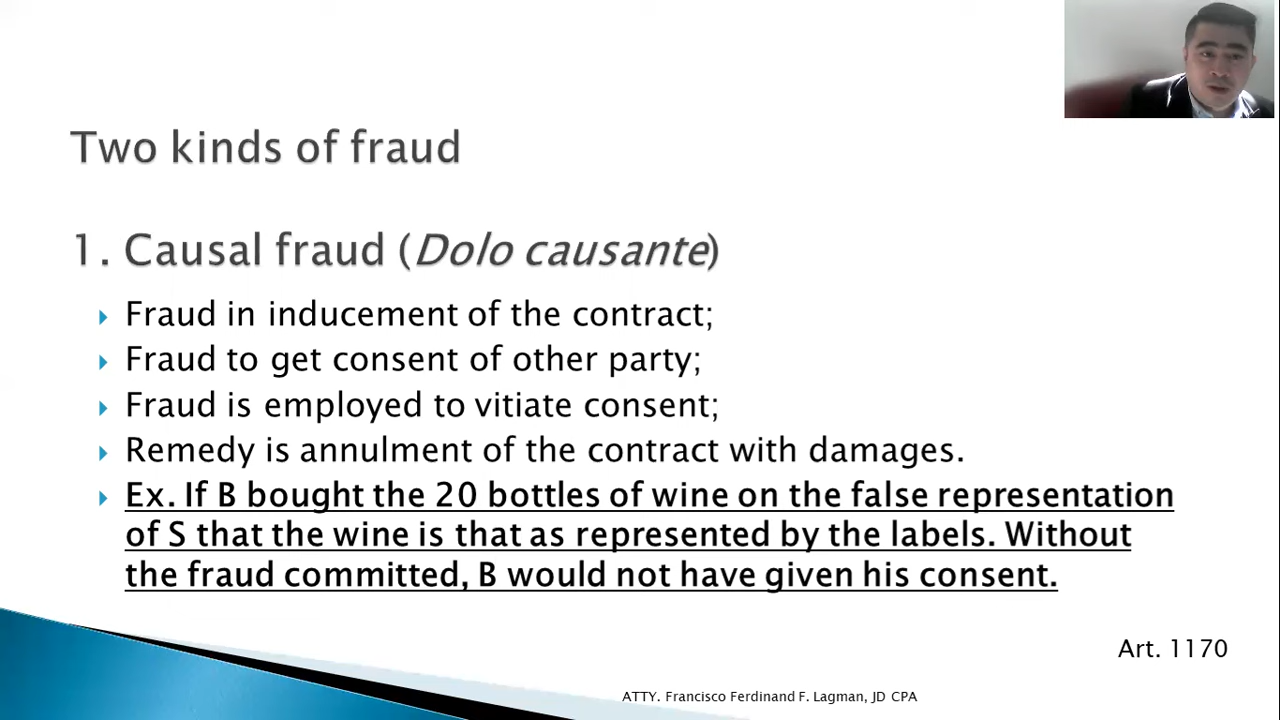 Two kinds of fraud
1. Causal fraud (Dolo causante)
Fraud in inducement of the contract;
Fraud to get consent of other party;
Fraud is employed to vitiate consent;
Remedy is annulment of the contract with damages.
Ex. If B bought the 20 bottles of wine on the false representation
of S that the wine is that as represented by the labels. Without
the fraud committed, B would not have given his consent.
Art. 1170
ATTY. Francisco Ferdinand F. Lagman, JD CPA